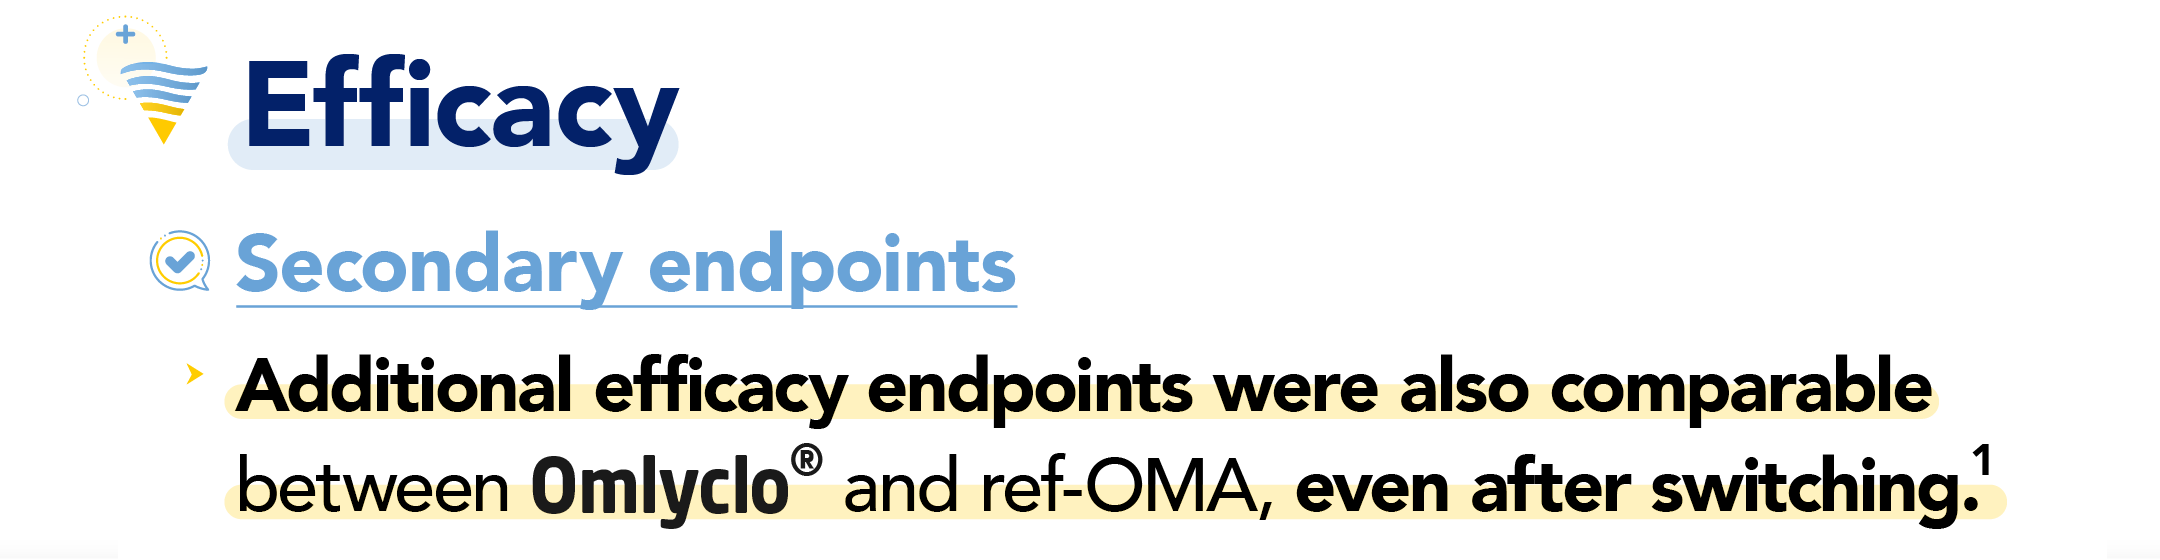 Efficacy
Secondary endpoints
Additional efficacy endpoints were also comparable
between Omlyclo® and ref-OMA, even after switching.¹